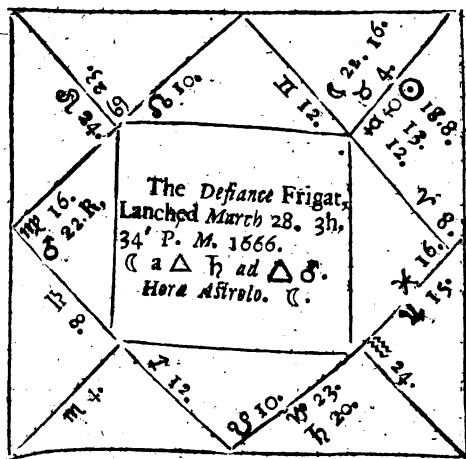 ♊ 12.
☾ 22. 16.
♉ 4.
☉ 18.8.
13.
12.
☊ 10.
♋ 23.
♌ 24.
♍ 16.
♂ 22.R,
♎ 8.
♏ 4.
♐ 12.
☋ 10.
♑ 23.
♄ 20.
♒ 24.
♓ 16.
♃ 15.
♈ 8.
The Defiance Frigat,
Lanched March 28. 3h,
34' P. M. 1666.
☾ a △ ♄ ad △ ♂.
Hora Astrolo. ☾.